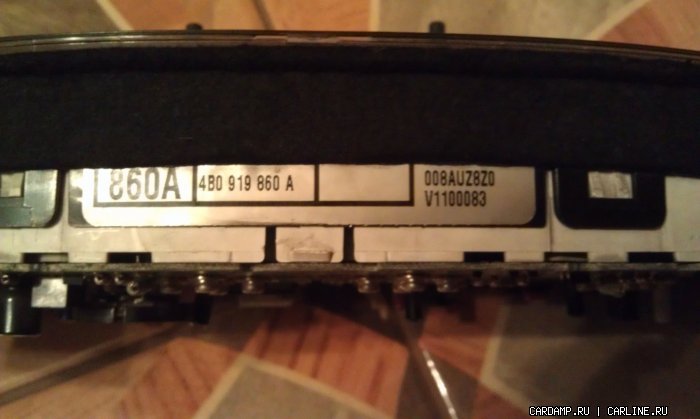 860A
4B0 919 860 A
008AUZ8Z0
V1100083
CARDAMP.RU | CARLINE.RU